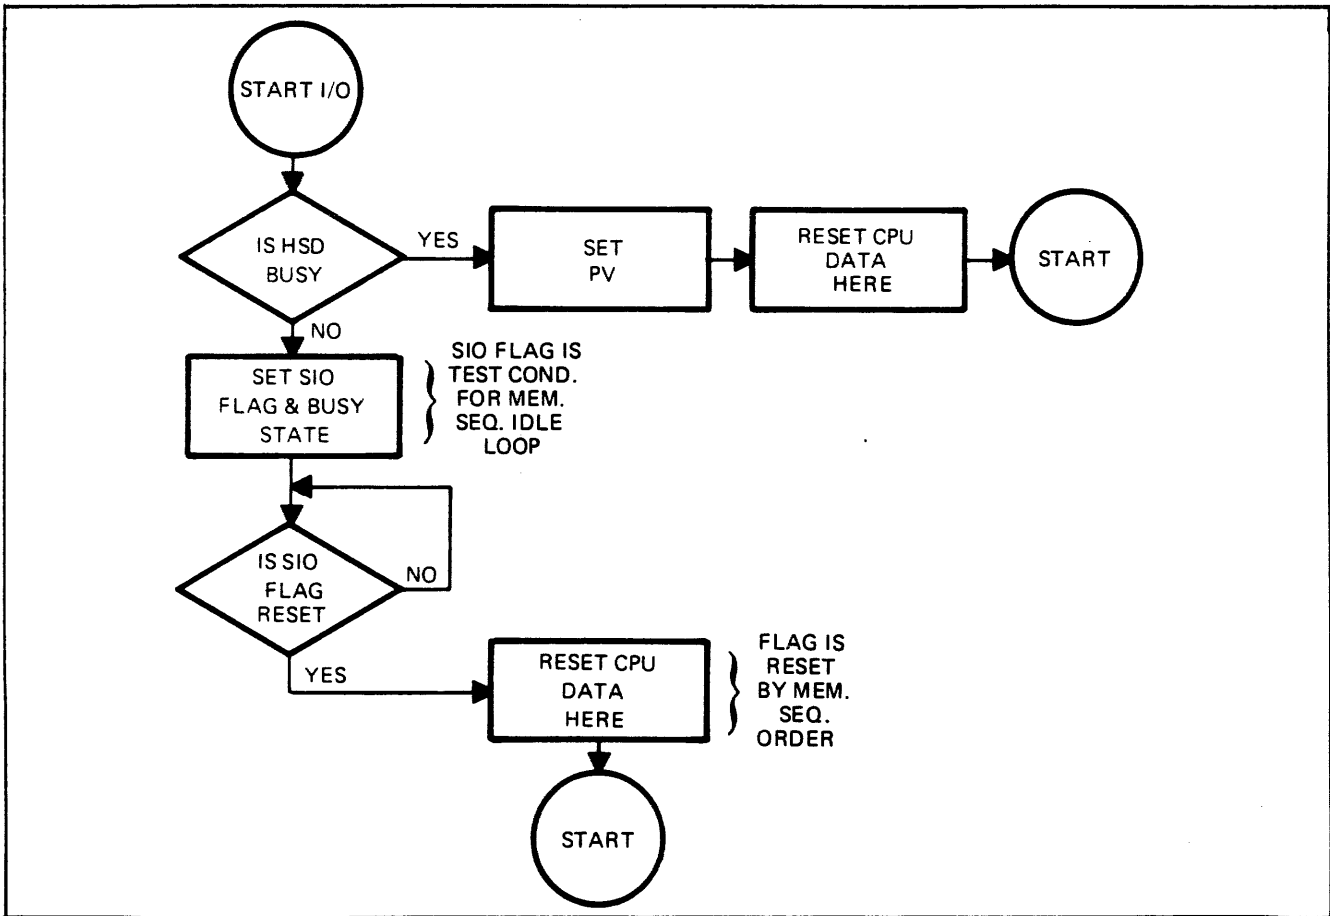 START I/O
IS HSD
BUSY
YES
SET
PV
RESET CPU
DATA
HERE
START
NO
SET SIO
FLAG & BUSY
STATE
SIO FLAG IS
TEST COND.
FOR MEM.
SEQ. IDLE
LOOP
IS SIO
FLAG
RESET
NO
YES
RESET CPU
DATA
HERE
FLAG IS
RESET
BY MEM.
SEQ.
ORDER
START